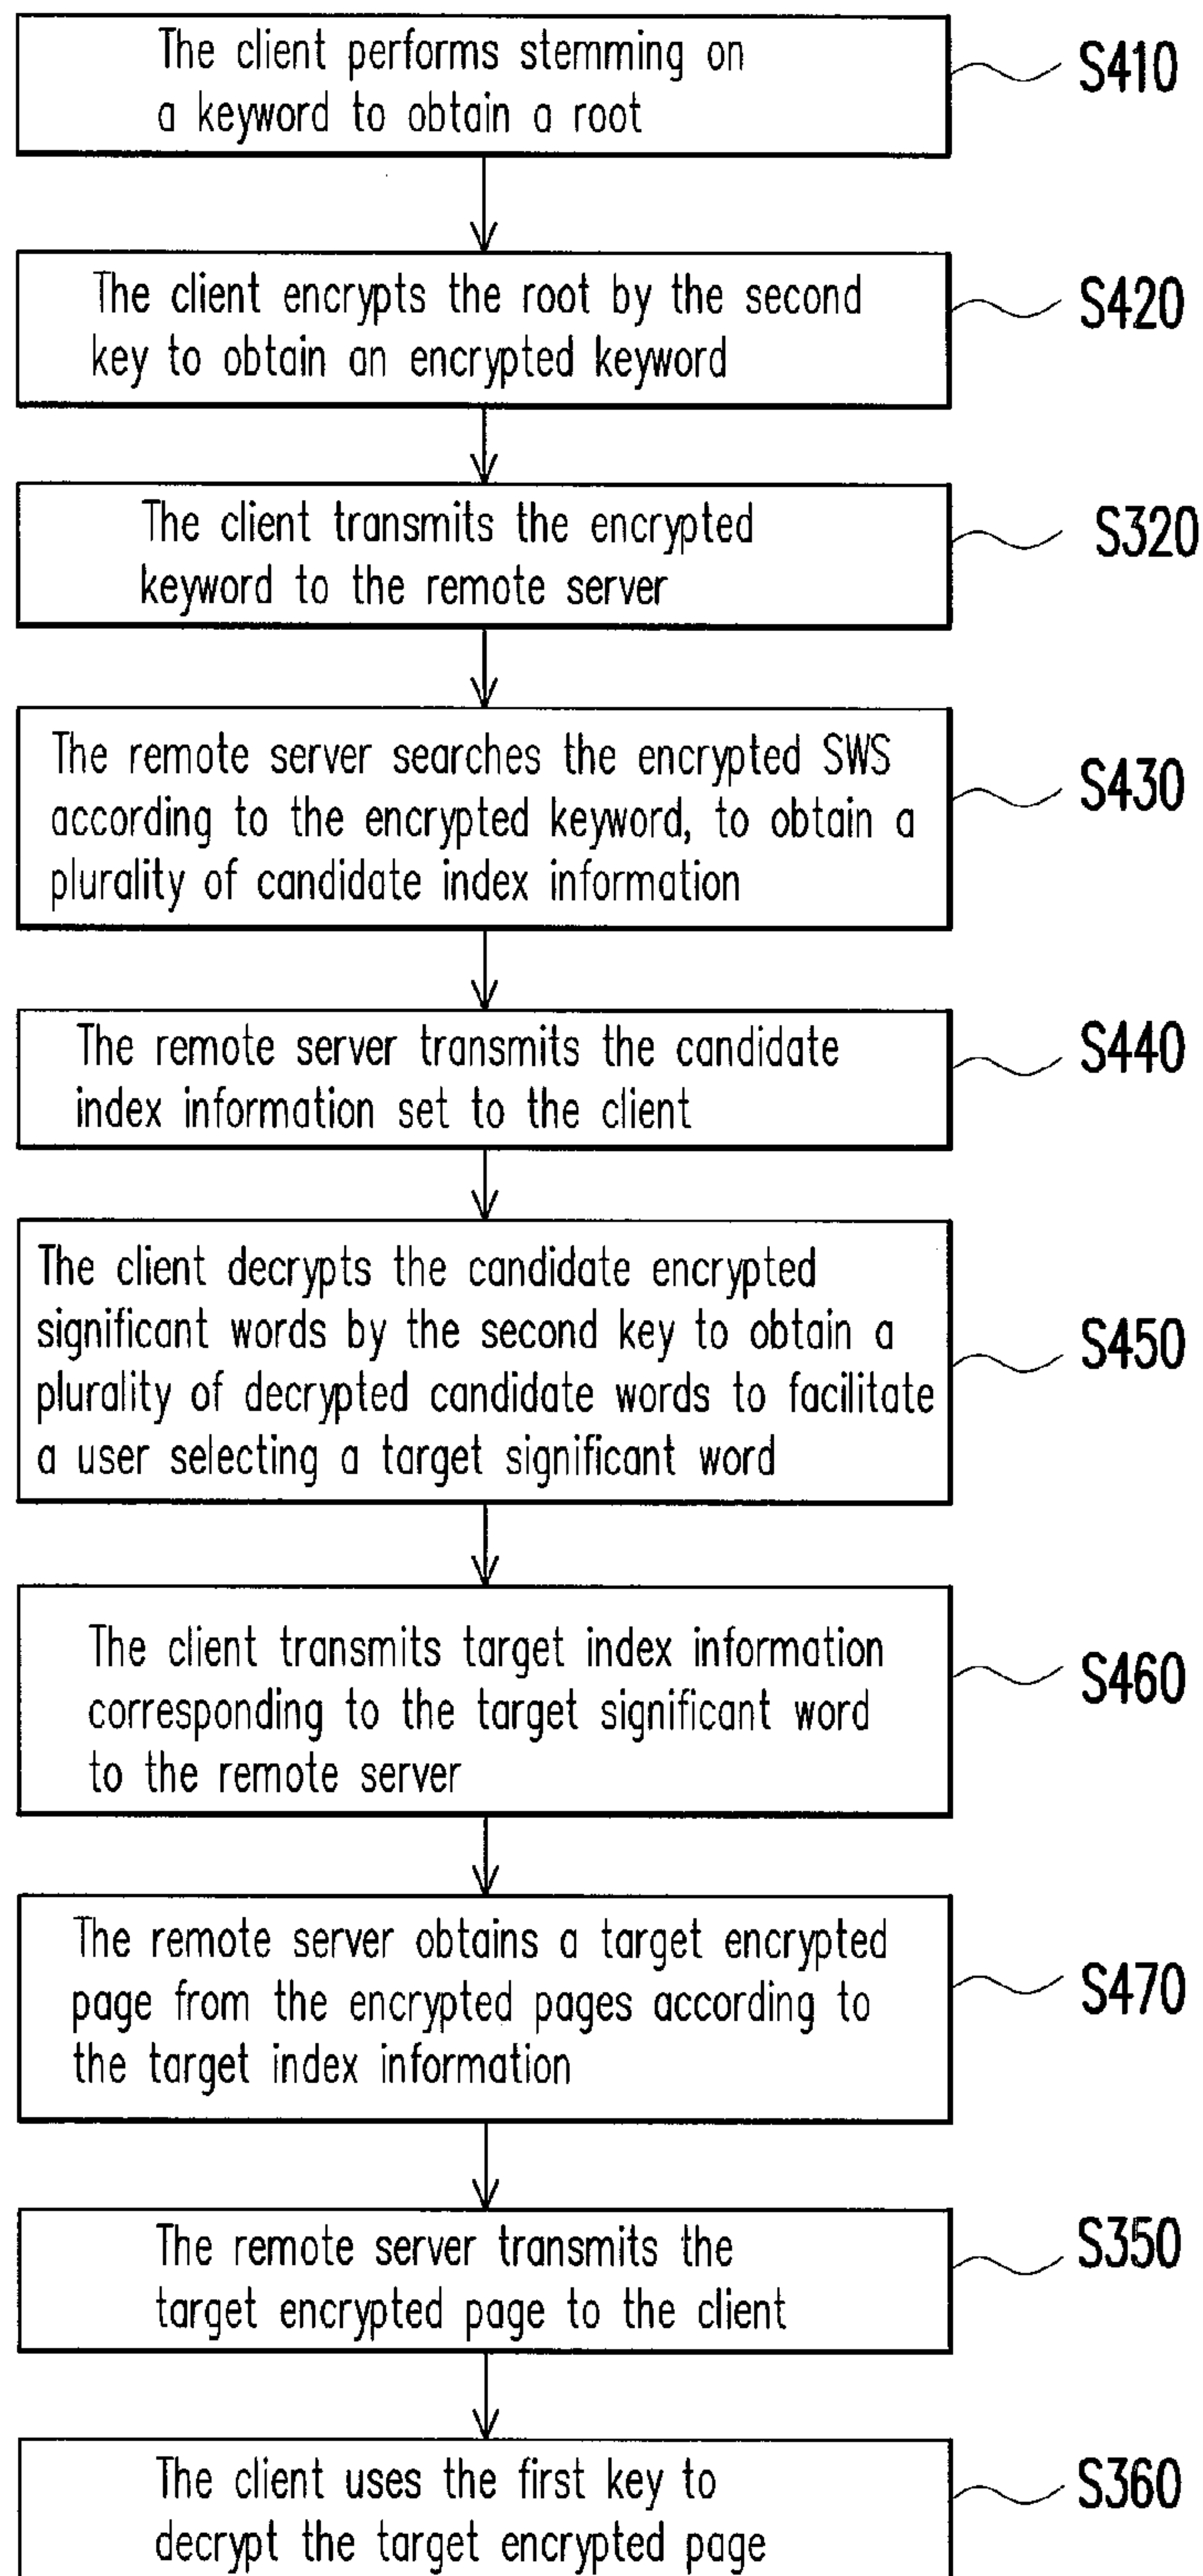 The client performs stemming on
a keyword to obtain a root
S410
The client encrypts the root by the second
key to obtain an encrypted keyword
S420
The client transmits the encrypted
keyword to the remote server
S320
The remote server searches the encrypted SWS
according to the encrypted keyword, to obtain a
plurality of candidate index information
S430
The remote server transmits the candidate
index information set to the client
S440
The client decrypts the candidate encrypted
significant words by the second key to obtain a
plurality of decrypted candidate words to facilitate
a user selecting a target significant word
S450
The client transmits target index information
corresponding to the target significant word
to the remote server
S460
The remote server obtains a target encrypted
page from the encrypted pages according to
the target index information
S470
The remote server transmits the
target encrypted page to the client
S350
The client uses the first key to
decrypt the target encrypted page
S360